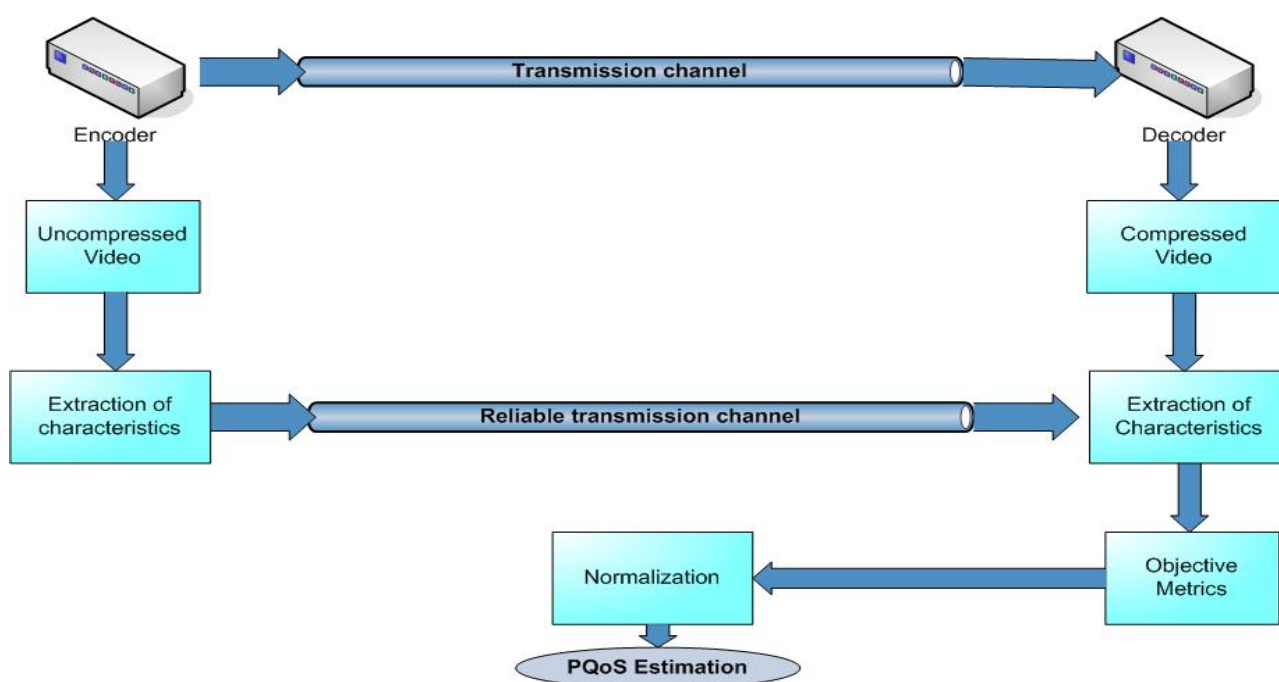 Transmission channel
Encoder
Decoder
Uncompressed
Video
Compressed
Video
Extraction of
characteristics
Reliable transmission channel
Extraction of
Characteristics
Normalization
Objective
Metrics
PQoS Estimation